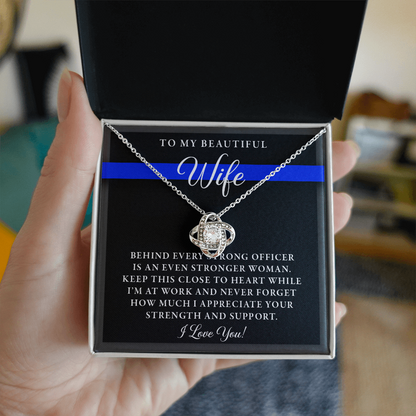 TO MY BEAUTIFUL
Wife
BEHIND EVERY STRONG OFFICER
IS AN EVEN STRONGER WOMAN.
KEEP THIS CLOSE TO HEART WHILE
I'M AT WORK AND NEVER FORGET
HOW MUCH I APPRECIATE YOUR
STRENGTH AND SUPPORT.
I Love You!